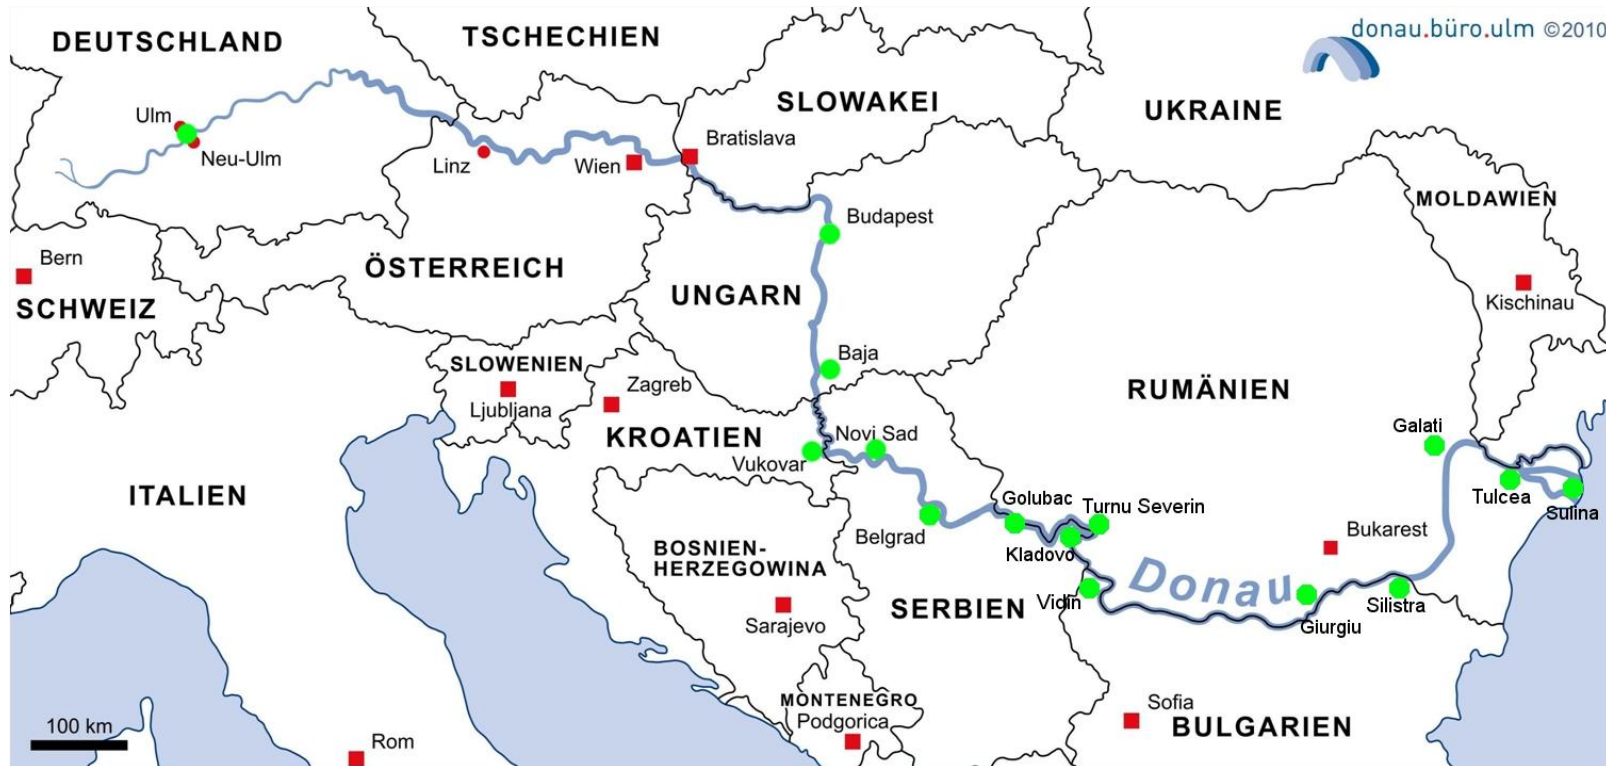 DEUTSCHLAND
TSCHECHIEN
donau.büro.ulm ©2010
SLOWAKEI
UKRAINE
Ulm
Neu-Ulm
Linz
Wien
Bratislava
MOLDAWIEN
Budapest
Bern
ÖSTERREICH
SCHWEIZ
UNGARN
Kischinau
Baja
SLOWENIEN
Zagreb
Ljubljana
RUMÄNIEN
KROATIEN
Novi Sad
Galati
Vukovar
ITALIEN
Golubac
Turnu Severin
Tulcea
Sulina
Belgrad
Kladovo
Bukarest
BOSNIEN-
HERZEGOWINA
Donau
Vidin
SERBIEN
Silistra
Sarajevo
Giurgiu
MONTENEGRO
Podgorica
Sofia
BULGARIEN
100 km
Rom